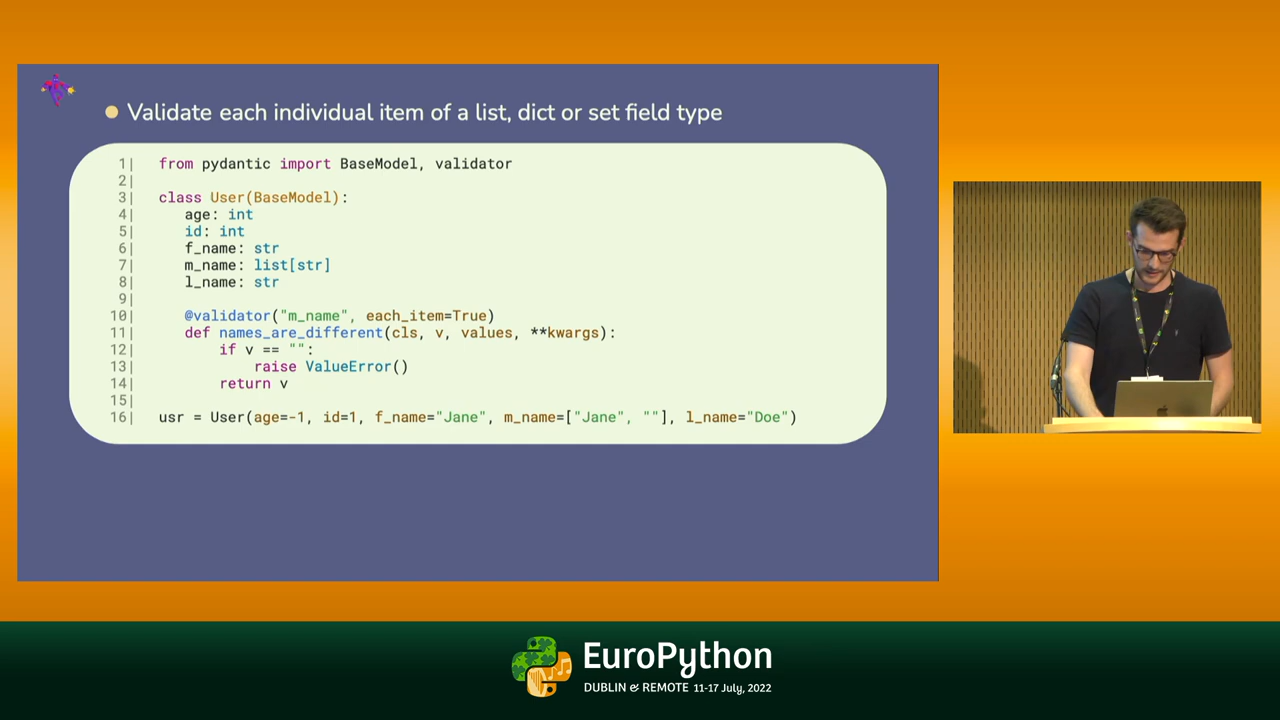 Validate each individual item of a list, dict or set field type
1| from pydantic import BaseModel, validator
2|
3| class User(BaseModel):
4|    age: int
5|    id: int
6|    f_name: str
7|    m_name: list[str]
8|    l_name: str
9|
10|    @validator("m_name", each_item=True)
11|    def names_are_different(cls, v, values, **kwargs):
12|        if v == "":
13|            raise ValueError()
14|        return v
15|
16| usr = User(age=-1, id=1, f_name="Jane", m_name=["Jane", ""], l_name="Doe")
EuroPython
DUBLIN & REMOTE 11-17 July, 2022